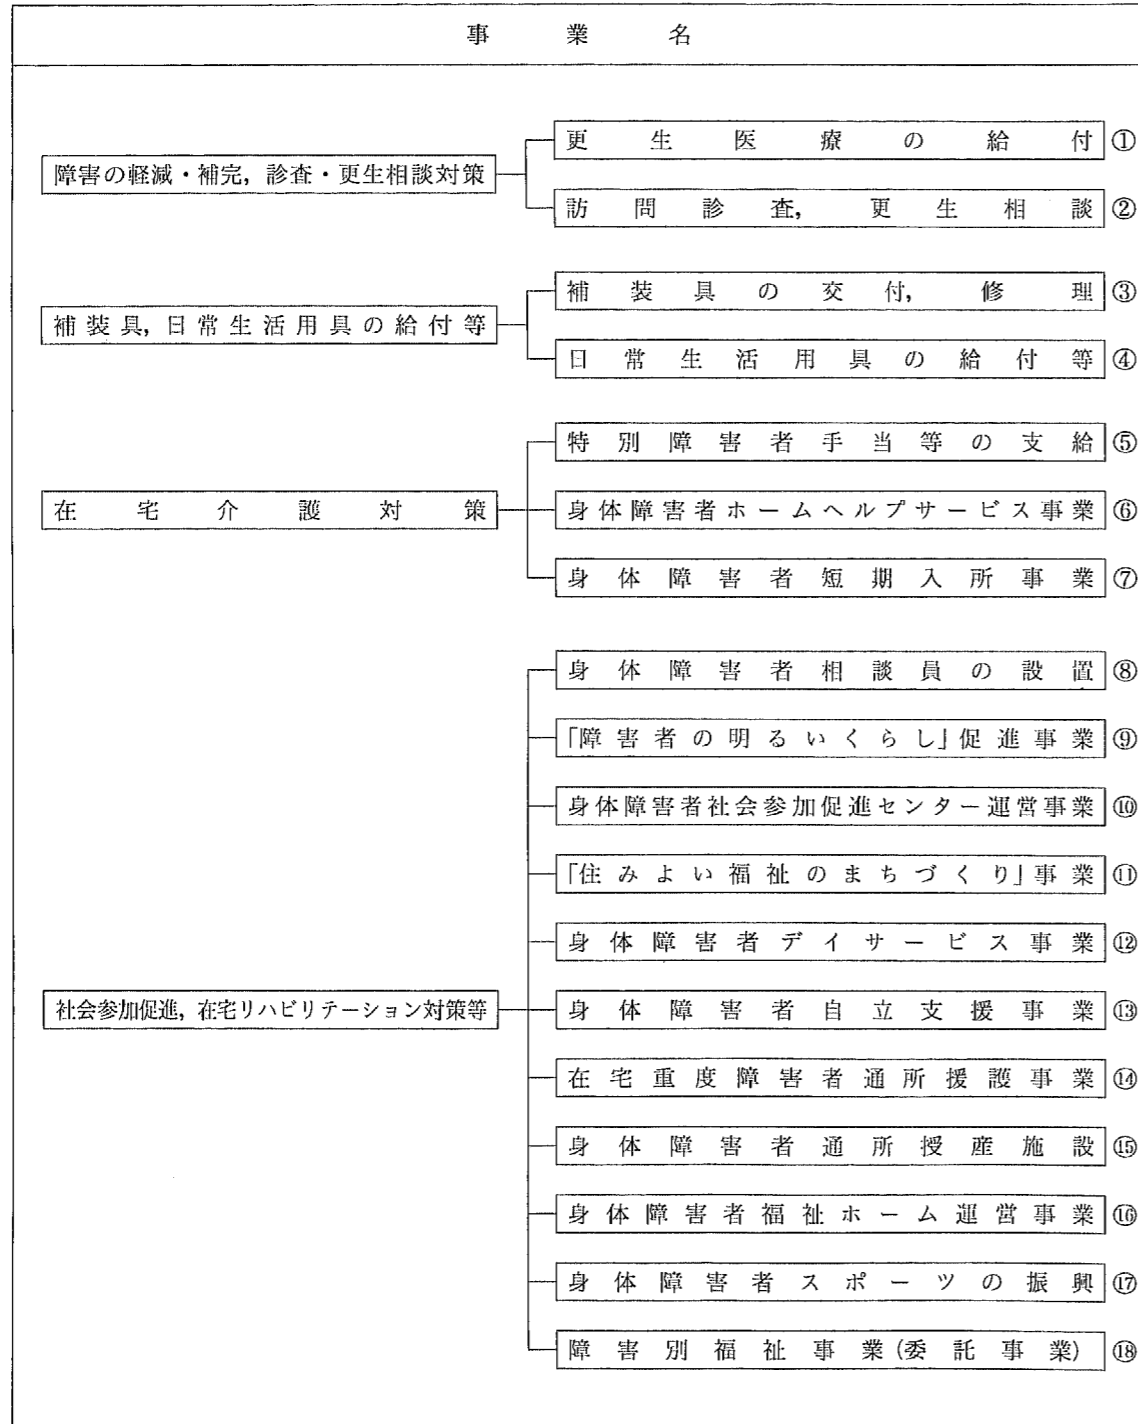 事業名
障害の軽減・補完，診査・更生相談対策
更生医療の給付 ①
訪問診査，更生相談 ②
補装具，日常生活用具の給付等
補装具の交付，修理 ③
日常生活用具の給付等 ④
在宅介護対策
特別障害者手当等の支給 ⑤
身体障害者ホームヘルプサービス事業 ⑥
身体障害者短期入所事業 ⑦
社会参加促進，在宅リハビリテーション対策等
身体障害者相談員の設置 ⑧
「障害者の明るいくらし」促進事業 ⑨
身体障害者社会参加促進センター運営事業 ⑩
「住みよい福祉のまちづくり」事業 ⑪
身体障害者デイサービス事業 ⑫
身体障害者自立支援事業 ⑬
在宅重度障害者通所援護事業 ⑭
身体障害者通所授産施設 ⑮
身体障害者福祉ホーム運営事業 ⑯
身体障害者スポーツの振興 ⑰
障害別福祉事業(委託事業) ⑱